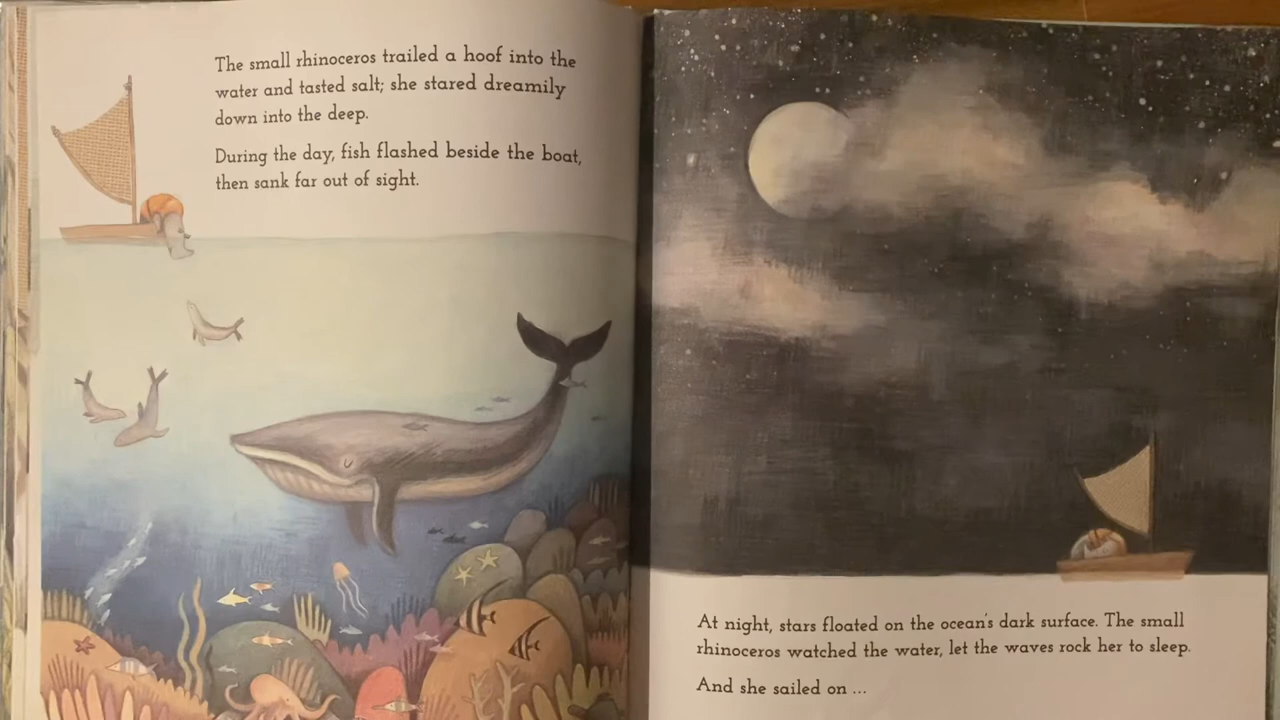 The small rhinoceros trailed a hoof into the
water and tasted salt; she stared dreamily
down into the deep.
During the day, fish flashed beside the boat,
then sank far out of sight.
At night, stars floated on the ocean's dark surface. The small
rhinoceros watched the water, let the waves rock her to sleep.
And she sailed on ...